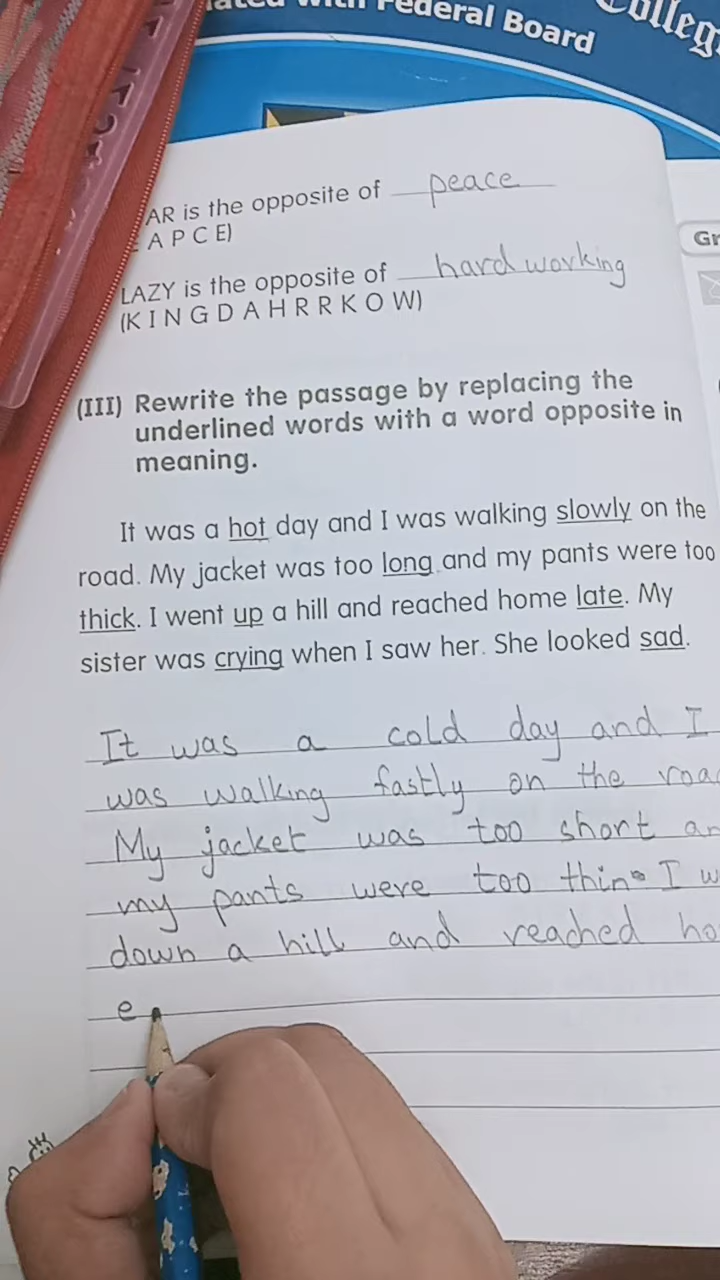 with Federal Board
AR is the opposite of peace
A P C E)
LAZY is the opposite of hard working
(K I N G D A H R R K O W)
(III) Rewrite the passage by replacing the
underlined words with a word opposite in
meaning.
It was a hot day and I was walking slowly on the
road. My jacket was too long and my pants were too
thick. I went up a hill and reached home late. My
sister was crying when I saw her. She looked sad.
It was a cold day and I
was walking fastly on the
My jacket was too short
my pants were too thin. I
down a hill and reached
e